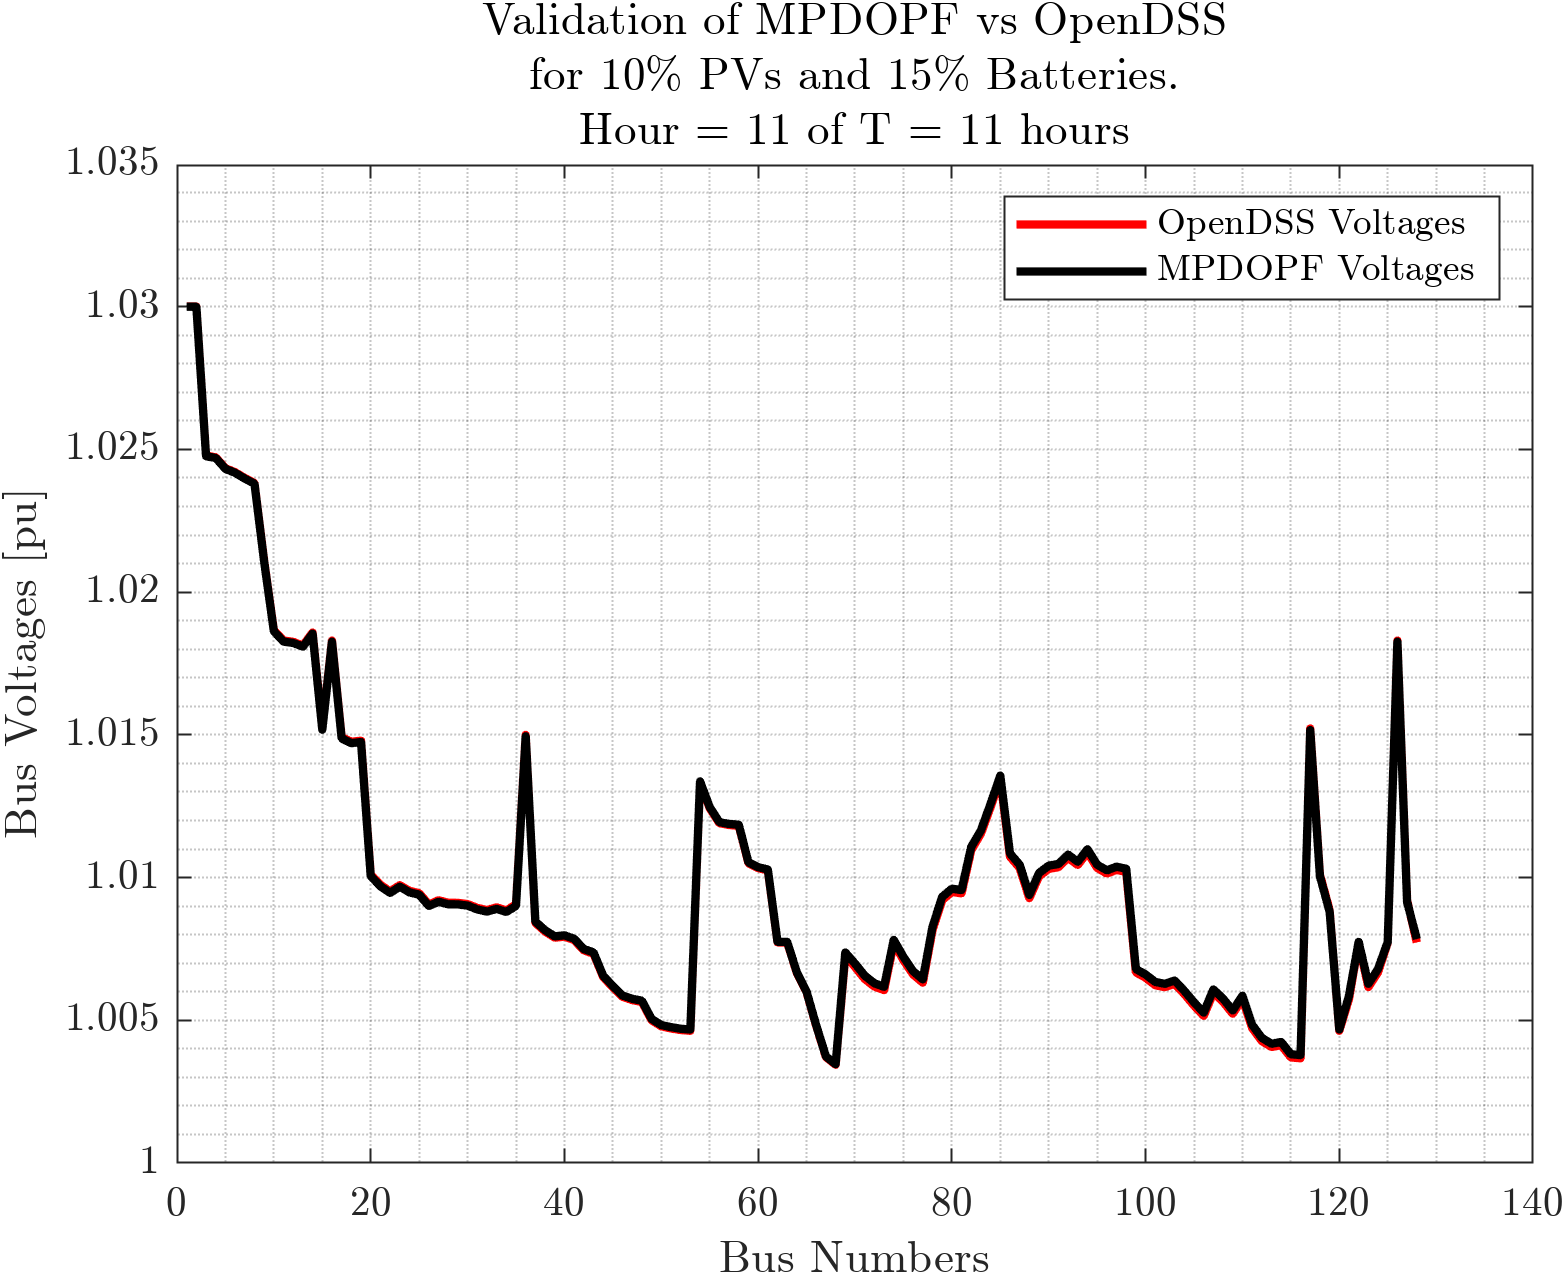 Validation of MPDOPF vs OpenDSS
for 10% PVs and 15% Batteries.
Hour = 11 of T = 11 hours
OpenDSS Voltages
MPDOPF Voltages
Bus Voltages [pu]
1.035
1.03
1.025
1.02
1.015
1.01
1.005
1
0 20 40 60 80 100 120 140
Bus Numbers